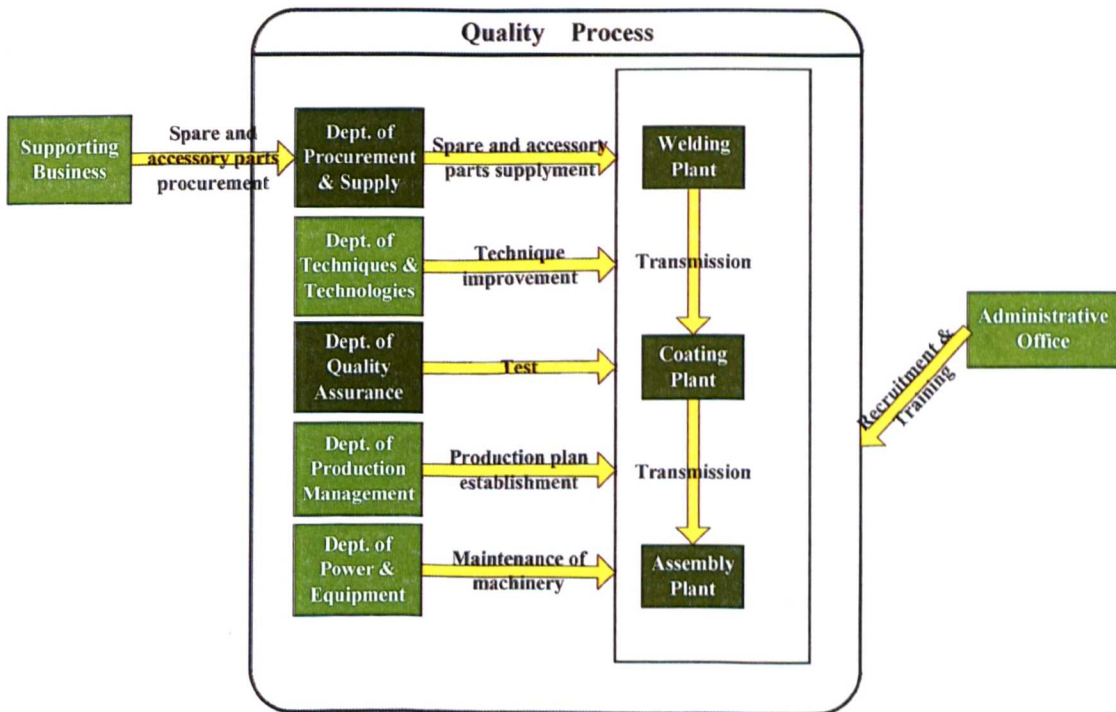 Quality Process
Supporting
Business
Spare and
accessory parts
procurement
Dept. of
Procurement
& Supply
Spare and accessory
parts supplyment
Welding
Plant
Dept. of
Techniques &
Technologies
Technique
improvement
Transmission
Administrative
Office
Recruitment &
Training
Dept. of
Quality
Assurance
Test
Coating
Plant
Dept. of
Production
Management
Production plan
establishment
Transmission
Dept. of
Power &
Equipment
Maintenance of
machinery
Assembly
Plant